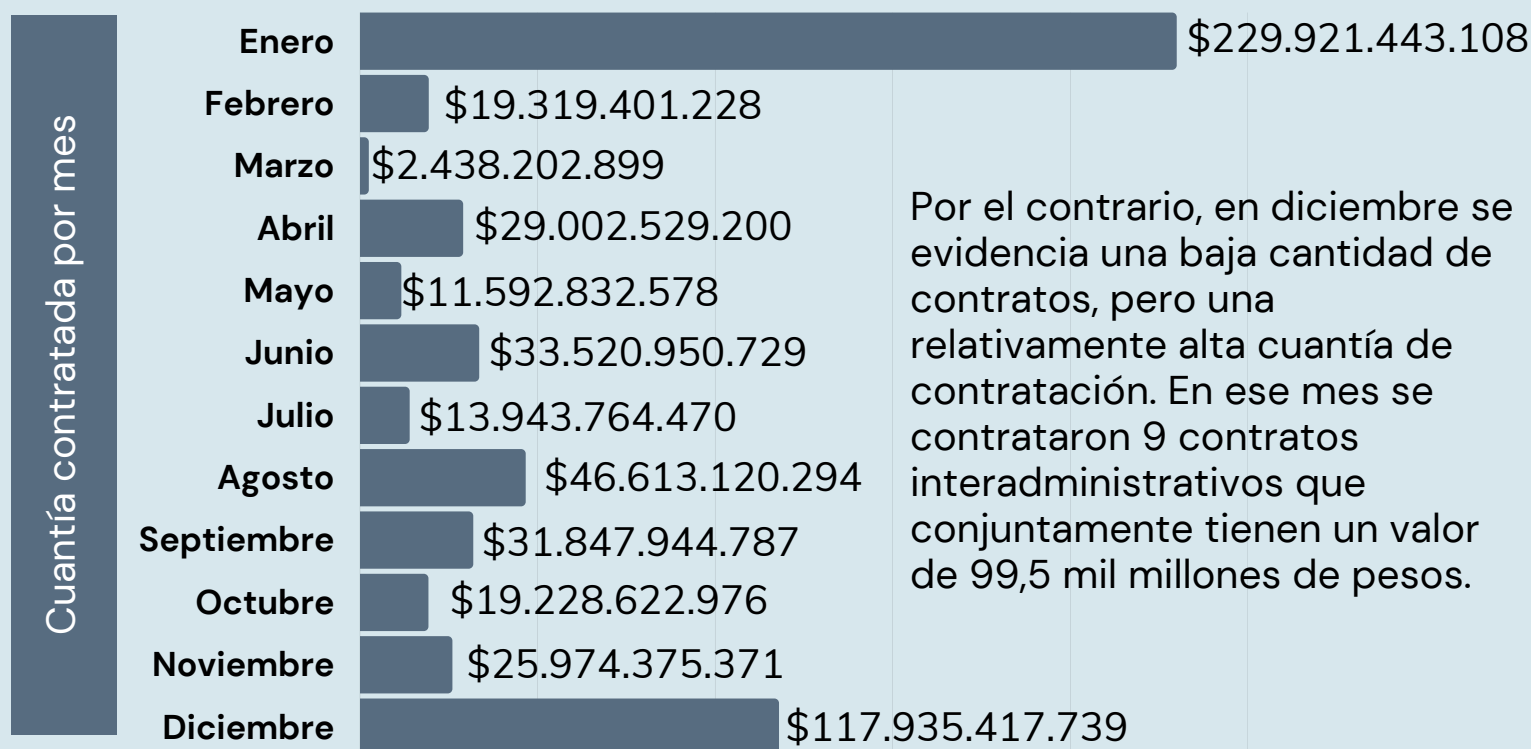 Cuantía contratada por mes
Enero $229.921.443.108
Febrero $19.319.401.228
Marzo $2.438.202.899
Abril $29.002.529.200
Mayo $11.592.832.578
Junio $33.520.950.729
Julio $13.943.764.470
Agosto $46.613.120.294
Septiembre $31.847.944.787
Octubre $19.228.622.976
Noviembre $25.974.375.371
Diciembre $117.935.417.739
Por el contrario, en diciembre se
evidencia una baja cantidad de
contratos, pero una
relativamente alta cuantía de
contratación. En ese mes se
contrataron 9 contratos
interadministrativos que
conjuntamente tienen un valor
de 99,5 mil millones de pesos.